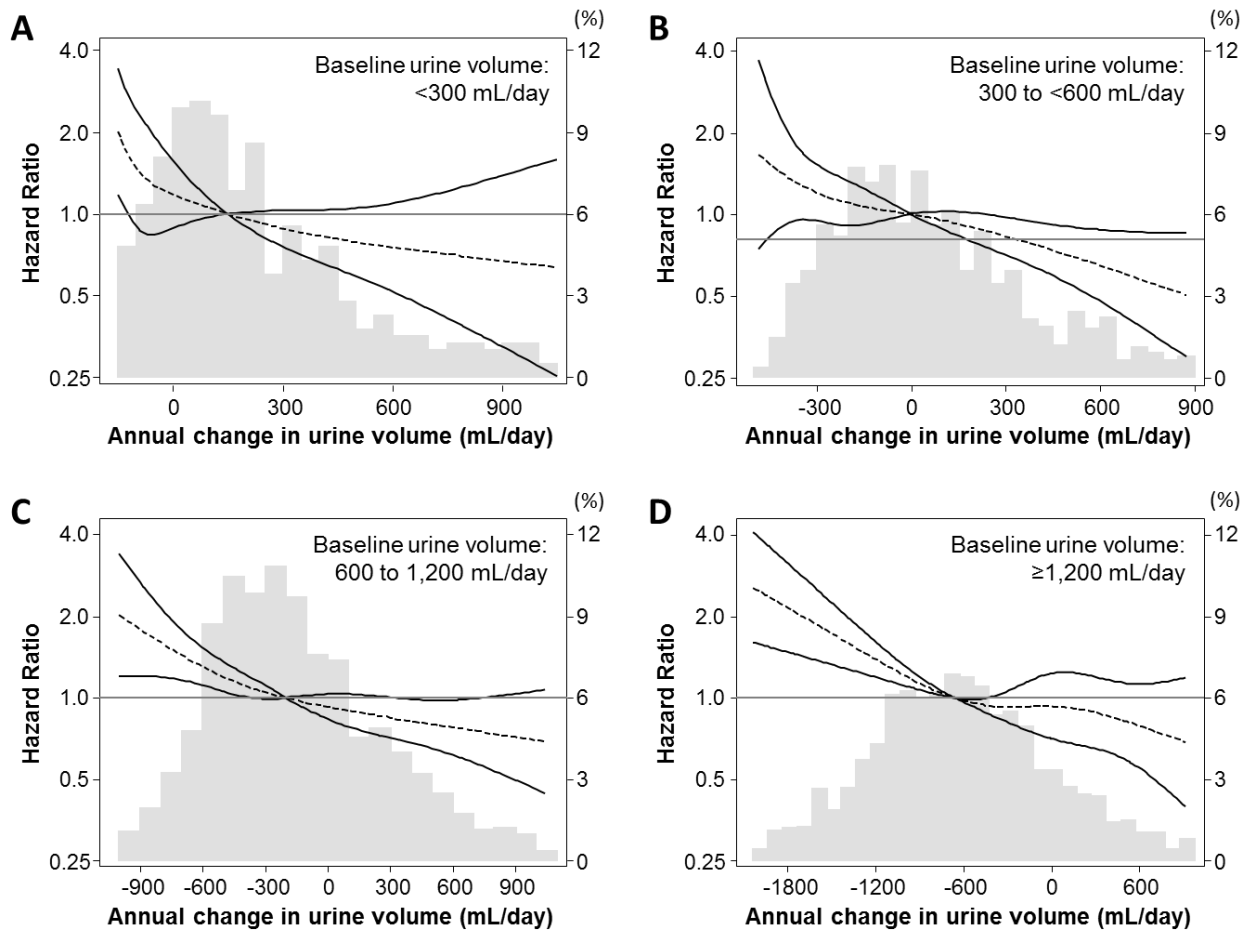 A
(%)
Baseline urine volume:
<300 mL/day
4.0
2.0
1.0
0.5
0.25
Hazard Ratio
12
9
6
3
0
0 300 600 900
Annual change in urine volume (mL/day)
B
(%)
Baseline urine volume:
300 to <600 mL/day
4.0
2.0
1.0
0.5
0.25
Hazard Ratio
12
9
6
3
0
-300 0 300 600 900
Annual change in urine volume (mL/day)
C
(%)
Baseline urine volume:
600 to 1,200 mL/day
4.0
2.0
1.0
0.5
0.25
Hazard Ratio
12
9
6
3
0
-900 -600 -300 0 300 600 900
Annual change in urine volume (mL/day)
D
(%)
Baseline urine volume:
≥1,200 mL/day
4.0
2.0
1.0
0.5
0.25
Hazard Ratio
12
9
6
3
0
-1800 -1200 -600 0 600
Annual change in urine volume (mL/day)